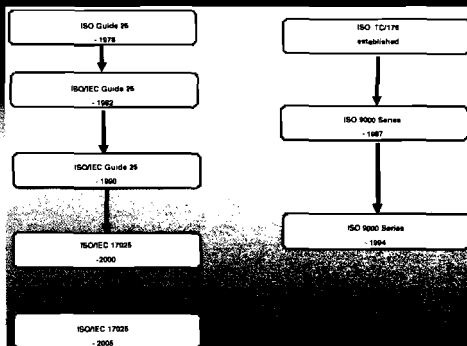 ISO Guide 25
- 1978
ISO/IEC Guide 25
- 1982
ISO/IEC Guide 25
- 1990
ISO/IEC 17025
-2000
ISO/IEC 17025
- 2005
ISO TC/176
established
ISO 9000 Series
- 1987
ISO 9000 Series
- 1994